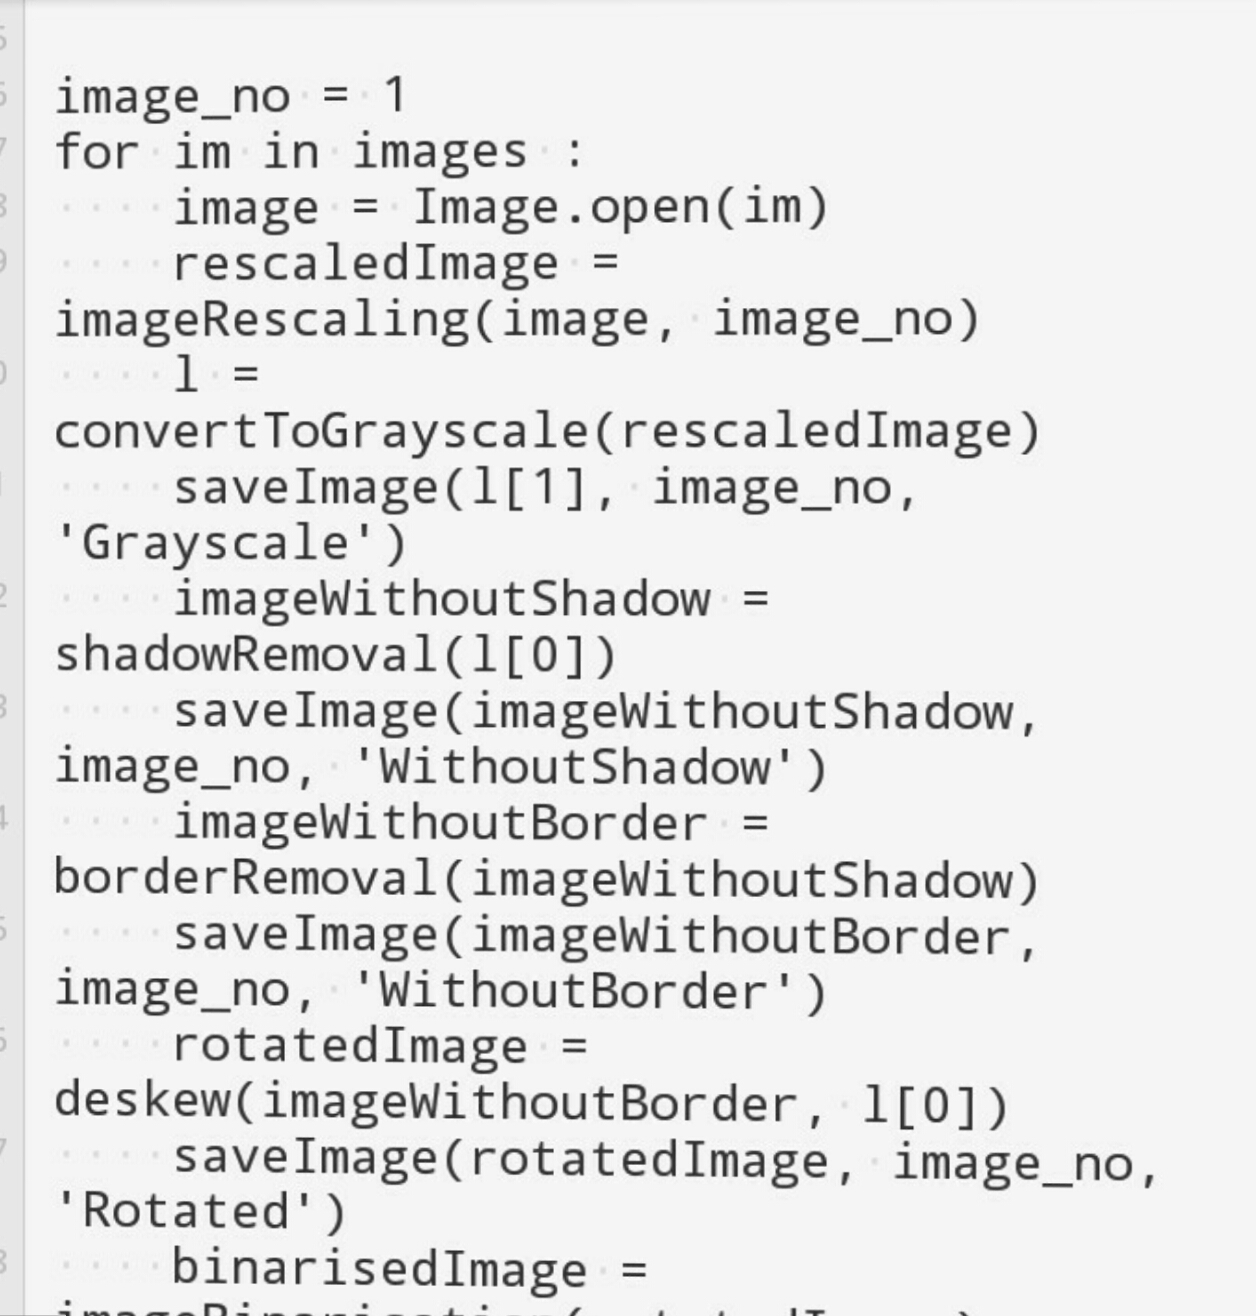 image_no = 1
for im in images :
    image = Image.open(im)
    rescaledImage =
imageRescaling(image, image_no)
    l =
convertToGrayscale(rescaledImage)
    saveImage(l[1], image_no,
'Grayscale')
    imageWithoutShadow =
shadowRemoval(l[0])
    saveImage(imageWithoutShadow,
image_no, 'WithoutShadow')
    imageWithoutBorder =
borderRemoval(imageWithoutShadow)
    saveImage(imageWithoutBorder,
image_no, 'WithoutBorder')
    rotatedImage =
deskew(imageWithoutBorder, l[0])
    saveImage(rotatedImage, image_no,
'Rotated')
    binarisedImage =